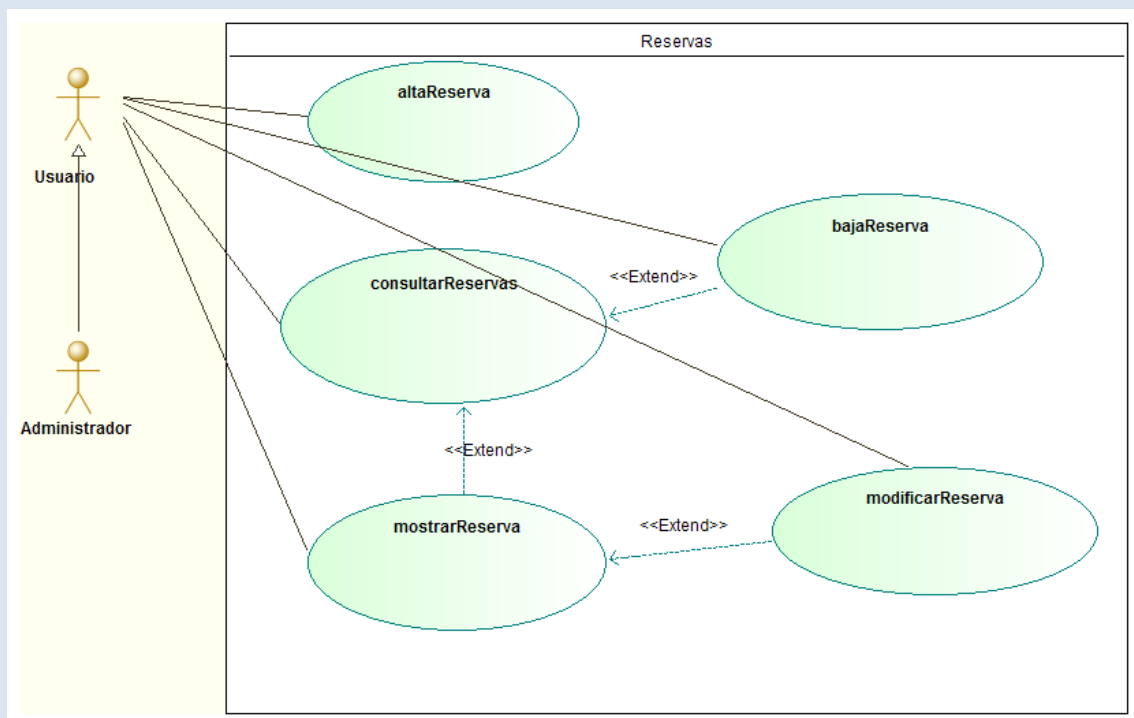 Reservas
altaReserva
Usuario
bajaReserva
<<Extend>>
consultarReservas
Administrador
<<Extend>>
mostrarReserva
<<Extend>>
modificarReserva